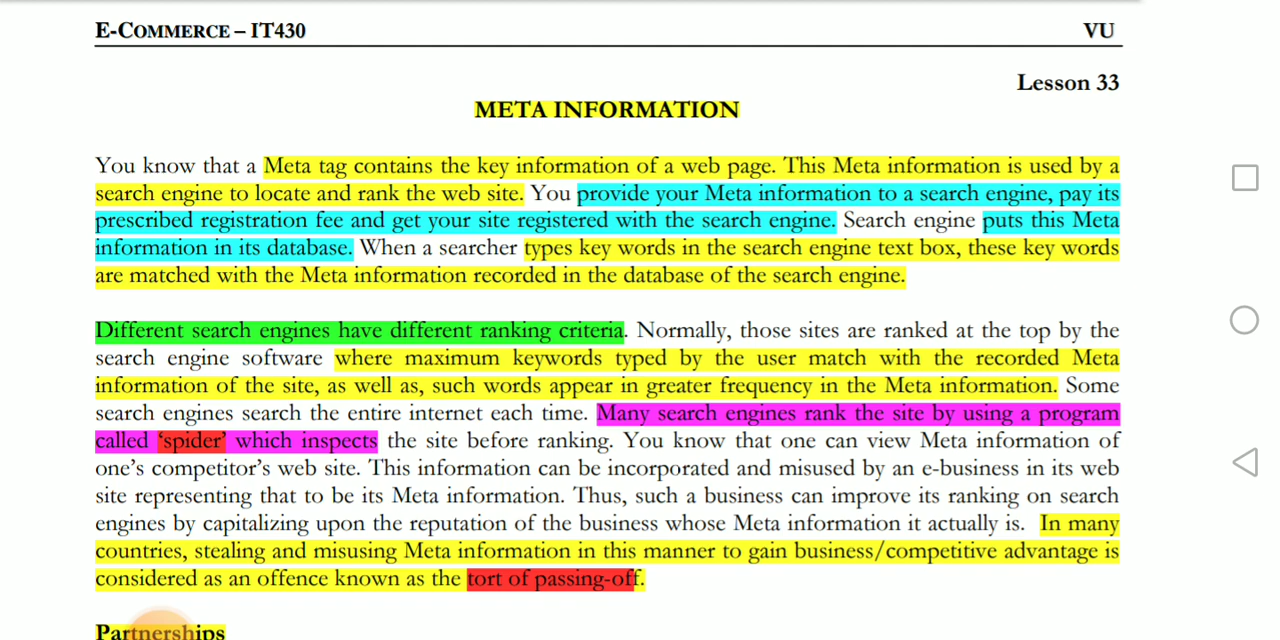 E-COMMERCE – IT430 VU
Lesson 33
META INFORMATION
You know that a Meta tag contains the key information of a web page. This Meta information is used by a
search engine to locate and rank the web site. You provide your Meta information to a search engine, pay its
prescribed registration fee and get your site registered with the search engine. Search engine puts this Meta
information in its database. When a searcher types key words in the search engine text box, these key words
are matched with the Meta information recorded in the database of the search engine.
Different search engines have different ranking criteria. Normally, those sites are ranked at the top by the
search engine software where maximum keywords typed by the user match with the recorded Meta
information of the site, as well as, such words appear in greater frequency in the Meta information. Some
search engines search the entire internet each time. Many search engines rank the site by using a program
called ‘spider’ which inspects the site before ranking. You know that one can view Meta information of
one’s competitor’s web site. This information can be incorporated and misused by an e-business in its web
site representing that to be its Meta information. Thus, such a business can improve its ranking on search
engines by capitalizing upon the reputation of the business whose Meta information it actually is. In many
countries, stealing and misusing Meta information in this manner to gain business/competitive advantage is
considered as an offence known as the tort of passing-off.
Partnerships